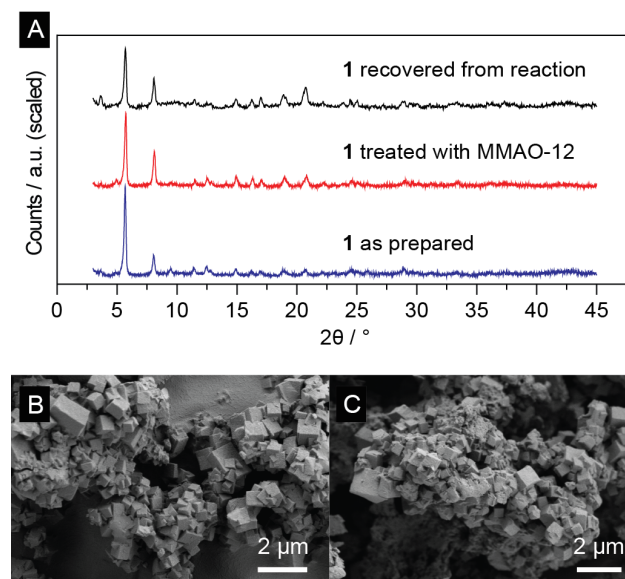 A
Counts / a.u. (scaled)
1 recovered from reaction
1 treated with MMAO-12
1 as prepared
0 5 10 15 20 25 30 35 40 45
2θ / °
B
2 μm
C
2 μm